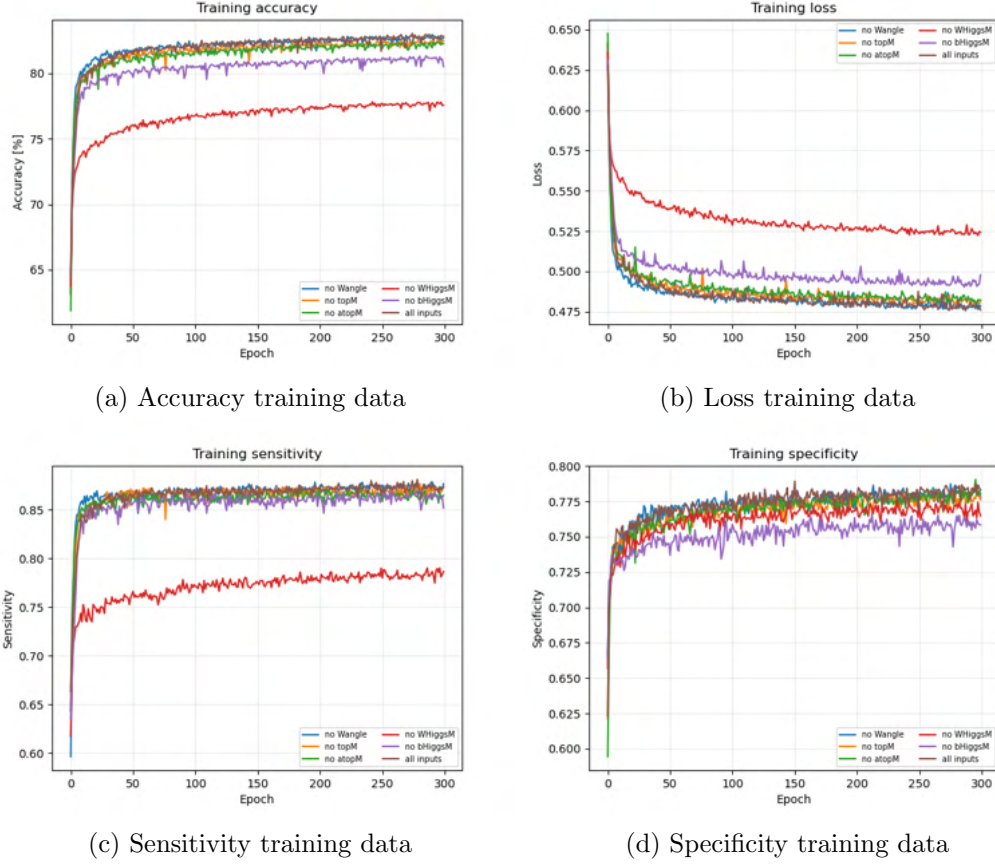 Training accuracy
Accuracy [%]
80
75
70
65
no Wangle
no topM
no atopM
no WHiggsM
no bHiggsM
all inputs
0 50 100 150 200 250 300
Epoch
(a) Accuracy training data
Training loss
Loss
0.650
0.625
0.600
0.575
0.550
0.525
0.500
0.475
no Wangle
no topM
no atopM
no WHiggsM
no bHiggsM
all inputs
0 50 100 150 200 250 300
Epoch
(b) Loss training data
Training sensitivity
Sensitivity
0.85
0.80
0.75
0.70
0.65
0.60
no Wangle
no topM
no atopM
no WHiggsM
no bHiggsM
all inputs
0 50 100 150 200 250 300
Epoch
(c) Sensitivity training data
Training specificity
Specificity
0.800
0.775
0.750
0.725
0.700
0.675
0.650
0.625
0.600
no Wangle
no topM
no atopM
no WHiggsM
no bHiggsM
all inputs
0 50 100 150 200 250 300
Epoch
(d) Specificity training data